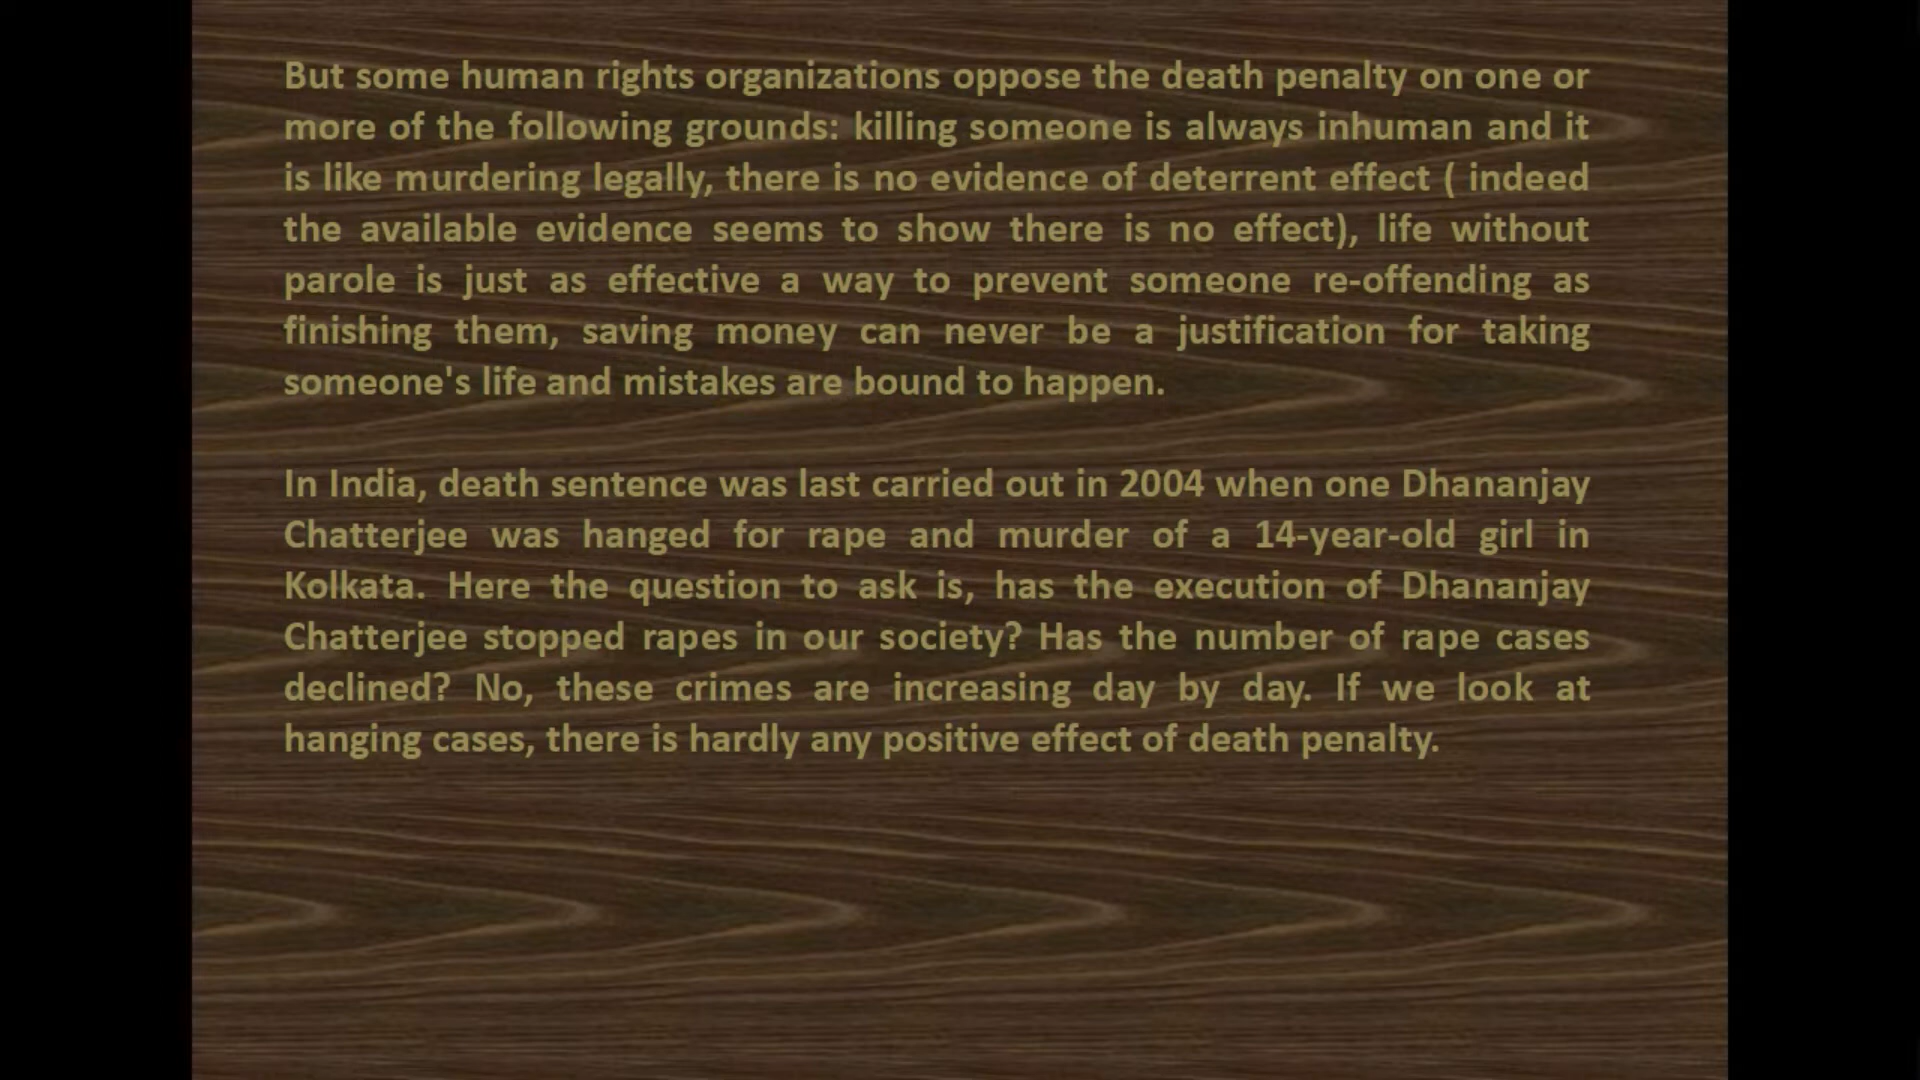 But some human rights organizations oppose the death penalty on one or
more of the following grounds: killing someone is always inhuman and it
is like murdering legally, there is no evidence of deterrent effect ( indeed
the available evidence seems to show there is no effect), life without
parole is just as effective a way to prevent someone re-offending as
finishing them, saving money can never be a justification for taking
someone's life and mistakes are bound to happen.
In India, death sentence was last carried out in 2004 when one Dhananjay
Chatterjee was hanged for rape and murder of a 14-year-old girl in
Kolkata. Here the question to ask is, has the execution of Dhananjay
Chatterjee stopped rapes in our society? Has the number of rape cases
declined? No, these crimes are increasing day by day. If we look at
hanging cases, there is hardly any positive effect of death penalty.